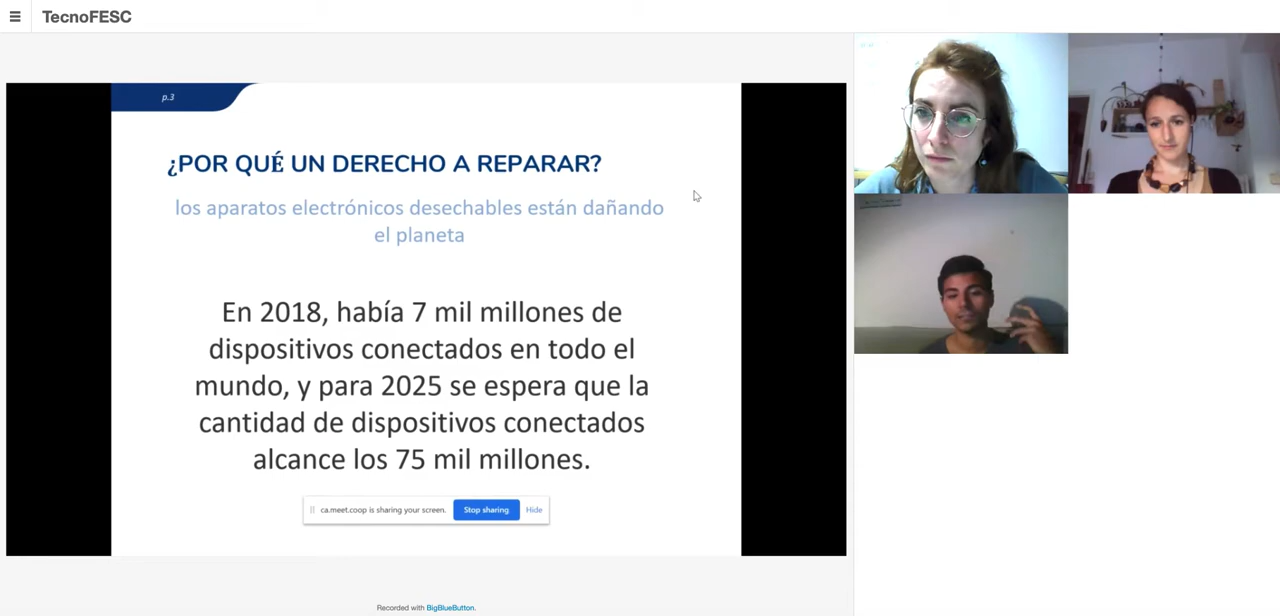 TecnoFESC
p.3
¿POR QUÉ UN DERECHO A REPARAR?
los aparatos electrónicos desechables están dañando
el planeta
En 2018, había 7 mil millones de
dispositivos conectados en todo el
mundo, y para 2025 se espera que la
cantidad de dispositivos conectados
alcance los 75 mil millones.
ca.meet.coop is sharing your screen. Stop sharing Hide
Recorded with BigBlueButton.